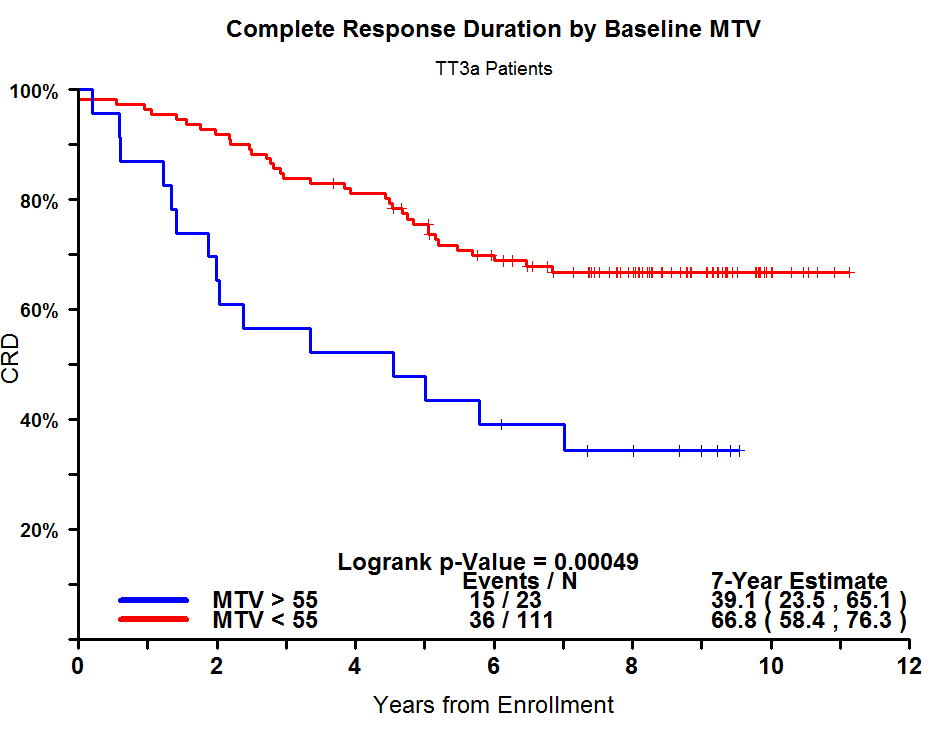 Complete Response Duration by Baseline MTV
TT3a Patients
100%
80%
60%
40%
20%
CRD
Logrank p-Value = 0.00049
Events / N 7-Year Estimate
MTV > 55 15 / 23 39.1 ( 23.5 , 65.1 )
MTV < 55 36 / 111 66.8 ( 58.4 , 76.3 )
0 2 4 6 8 10 12
Years from Enrollment